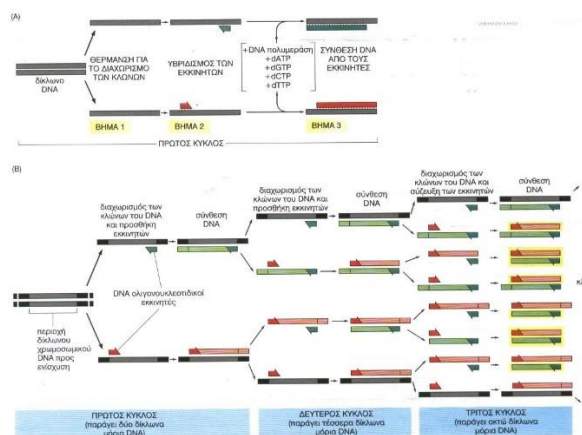 (A)
δίκλωνο
DNA
ΘΕΡΜΑΝΣΗ ΓΙΑ
ΤΟ ΔΙΑΧΩΡΙΣΜΟ
ΤΩΝ ΚΛΩΝΩΝ
ΥΒΡΙΔΙΣΜΟΣ ΤΩΝ
ΕΚΚΙΝΗΤΩΝ
+DNA πολυμεράση
+dATP
+dGTP
+dCTP
+dTTP
ΣΥΝΘΕΣΗ DNA
ΑΠΟ ΤΟΥΣ
ΕΚΚΙΝΗΤΕΣ
ΒΗΜΑ 1
ΒΗΜΑ 2
ΒΗΜΑ 3
ΠΡΩΤΟΣ ΚΥΚΛΟΣ
(B)
διαχωρισμός των
κλώνων του DNA
και προσθήκη
εκκινητών
σύνθεση
DNA
διαχωρισμός των
κλώνων του DNA και
προσθήκη εκκινητών
σύνθεση
DNA
διαχωρισμός των
κλώνων του DNA και
σύζευξη των εκκινητών
σύνθεση
DNA
DNA ολιγονουκλεοτιδικοί
εκκινητές
περιοχή
δίκλωνου
χρωμοσωμικού
DNA προς
ενίσχυση
ΠΡΩΤΟΣ ΚΥΚΛΟΣ
(παράγει δύο δίκλωνα
μόρια DNA)
ΔΕΥΤΕΡΟΣ ΚΥΚΛΟΣ
(παράγει τέσσερα δίκλωνα
μόρια DNA)
ΤΡΙΤΟΣ ΚΥΚΛΟΣ
(παράγει οκτώ δίκλωνα
μόρια DNA)